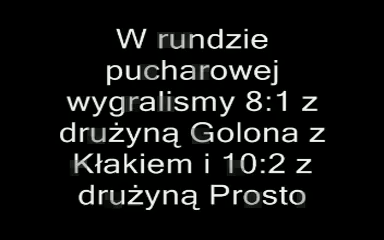 W rundzie
pucharowej
wygralismy 8:1 z
drużyną Golona z
Kłakiem i 10:2 z
drużyną Prosto